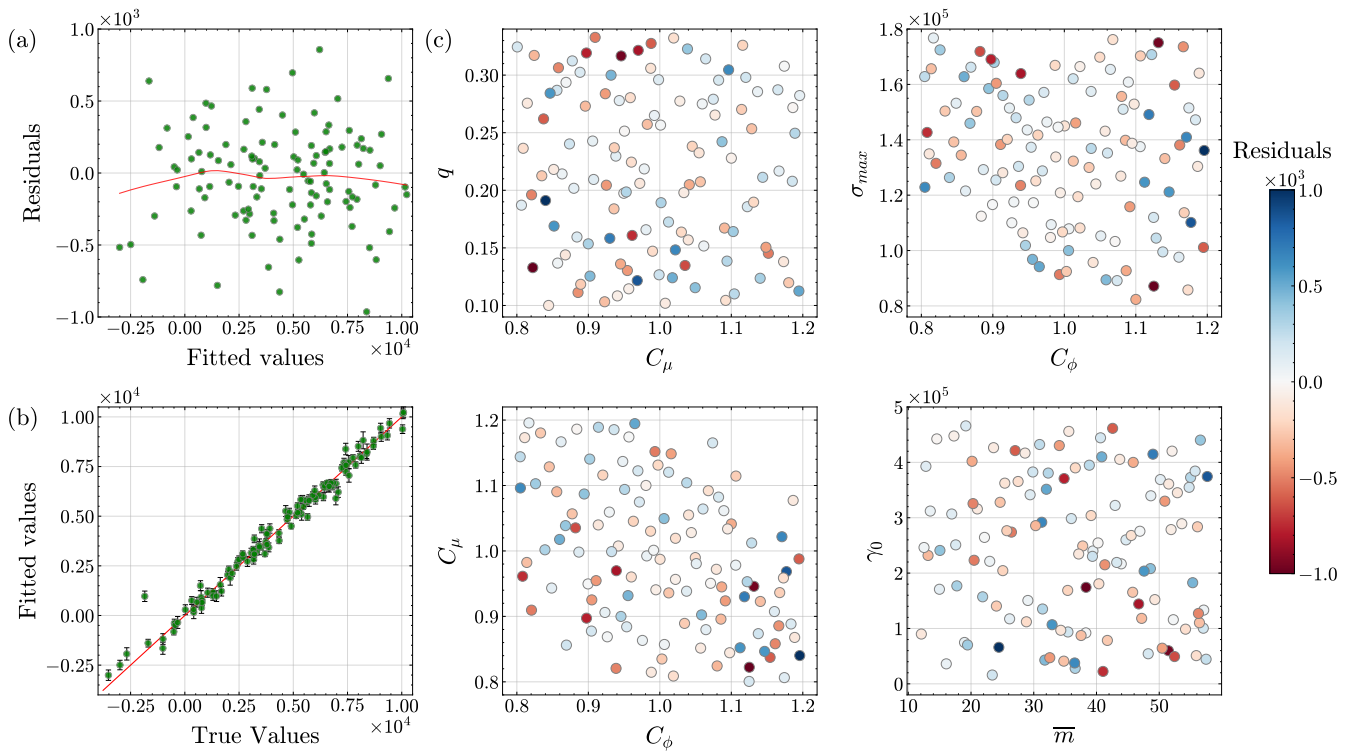 (a)
×10³
1.0
0.5
0.0
−0.5
−1.0
Residuals
−0.25 0.00 0.25 0.50 0.75 1.00
×10⁴
Fitted values
(b)
×10⁴
1.00
0.75
0.50
0.25
0.00
−0.25
Fitted values
−0.25 0.00 0.25 0.50 0.75 1.00
×10⁴
True Values
(c)
0.30
0.25
0.20
0.15
0.10
q
0.8 0.9 1.0 1.1 1.2
C_μ
×10⁵
1.8
1.6
1.4
1.2
1.0
0.8
σ_max
0.8 0.9 1.0 1.1 1.2
C_ϕ
1.2
1.1
1.0
0.9
0.8
C_μ
0.8 0.9 1.0 1.1 1.2
C_ϕ
×10⁵
5
4
3
2
1
0
γ₀
10 20 30 40 50
m̅
Residuals
×10³
1.0
0.5
0.0
−0.5
−1.0